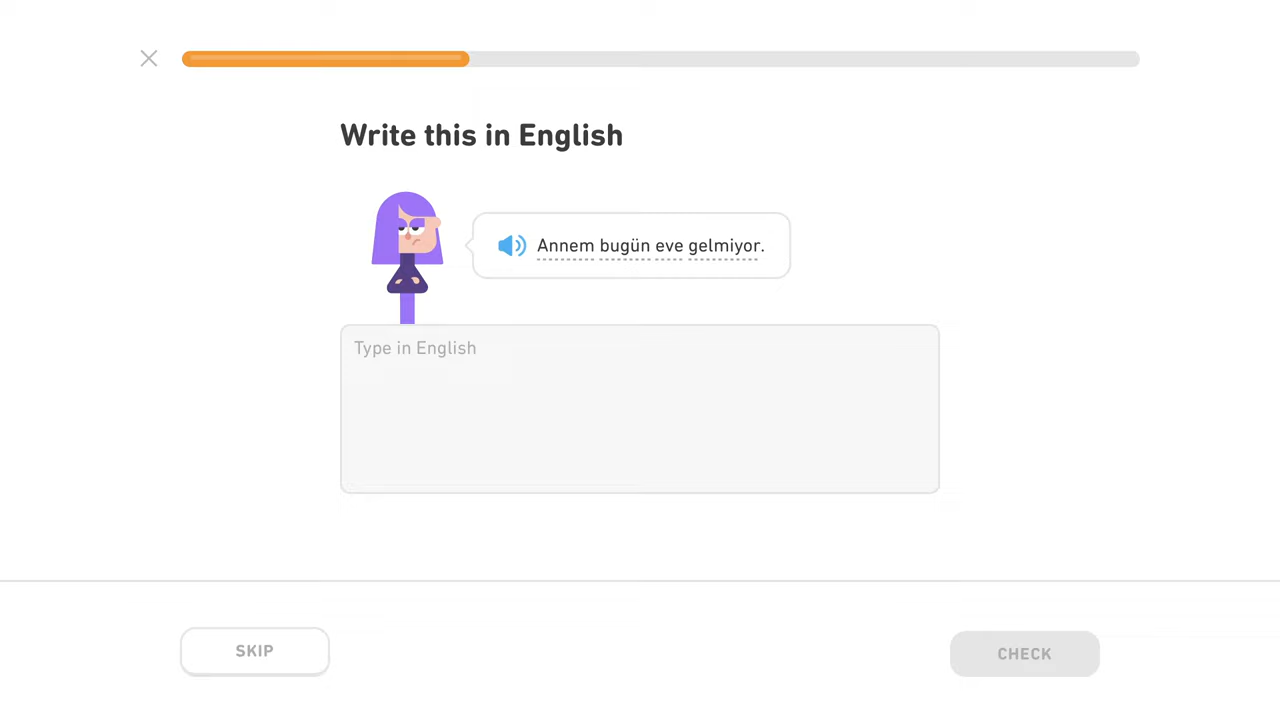 Write this in English
Annem bugün eve gelmiyor.
Type in English
SKIP
CHECK